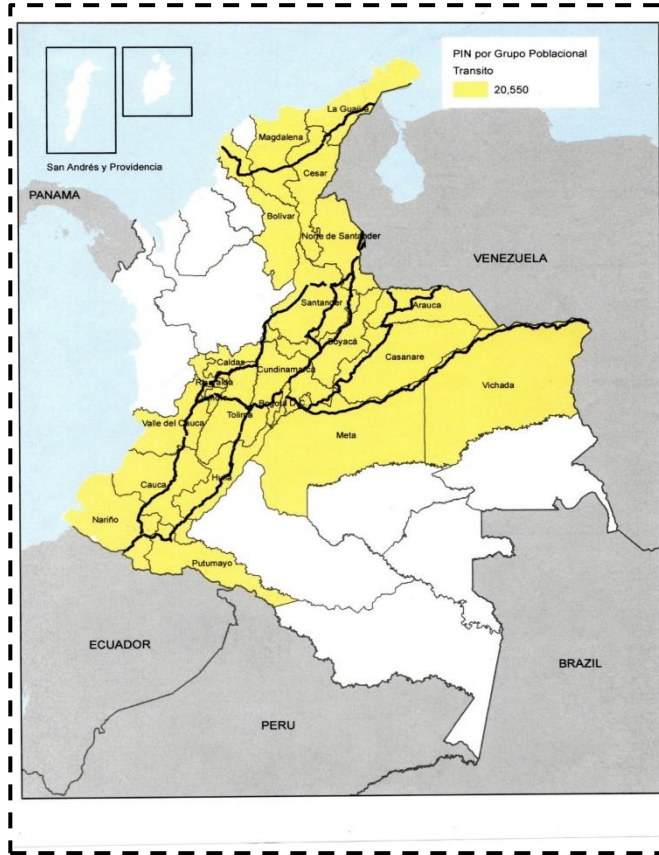 PIN por Grupo Poblacional
Transito
20,550
San Andrés y Providencia
La Guajira
Magdalena
Cesar
PANAMA
Bolívar
Norte de Santander
VENEZUELA
Santander
Arauca
Boyacá
Caldas
Cundinamarca
Casanare
Risaralda
Vichada
Bogotá D.C.
Tolima
Valle del Cauca
Meta
Cauca
Huila
Nariño
Putumayo
ECUADOR
BRAZIL
PERU